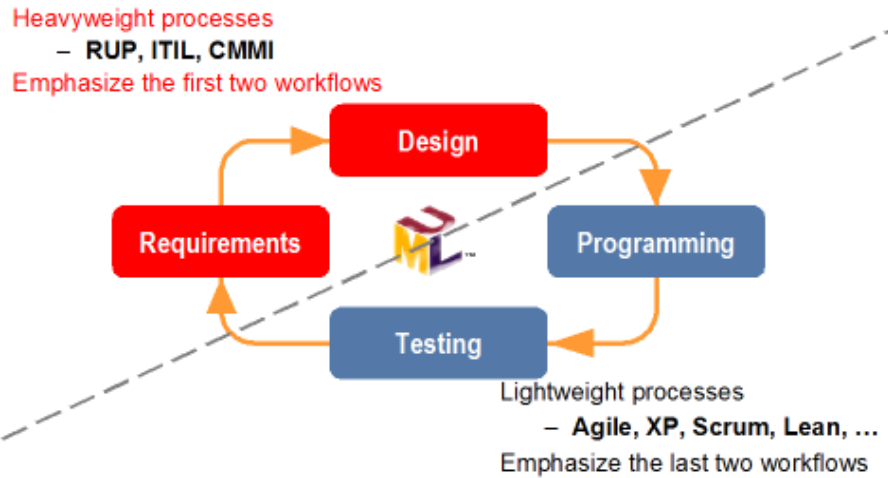 Heavyweight processes
– RUP, ITIL, CMMI
Emphasize the first two workflows
Design
Requirements
UML™
Programming
Testing
Lightweight processes
– Agile, XP, Scrum, Lean, …
Emphasize the last two workflows